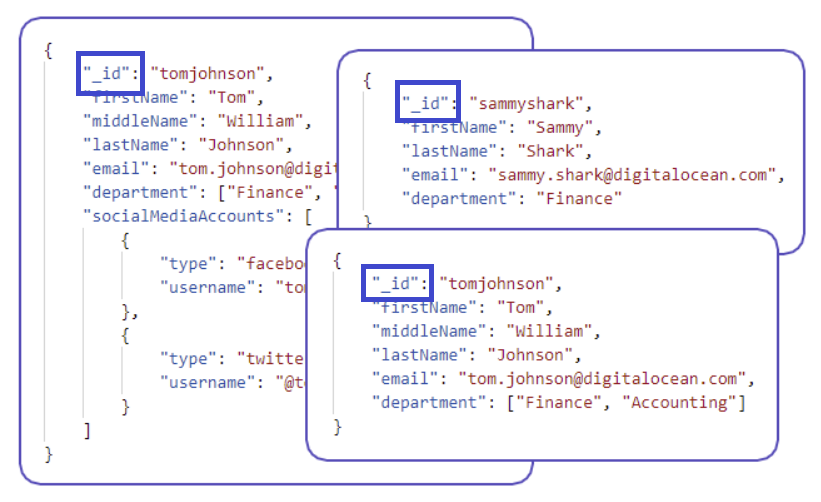 {
"_id": "tomjohnson",
"firstName": "Tom",
"middleName": "William",
"lastName": "Johnson",
"email": "tom.johnson@digit
"department": ["Finance", "
"socialMediaAccounts": [
{
"type": "facebo
"username": "to
},
{
"type": "twitte
"username": "@t
}
]
}
{
"_id": "sammyshark",
"firstName": "Sammy",
"lastName": "Shark",
"email": "sammy.shark@digitalocean.com",
"department": "Finance"
}
{
"_id": "tomjohnson",
"firstName": "Tom",
"middleName": "William",
"lastName": "Johnson",
"email": "tom.johnson@digitalocean.com",
"department": ["Finance", "Accounting"]
}